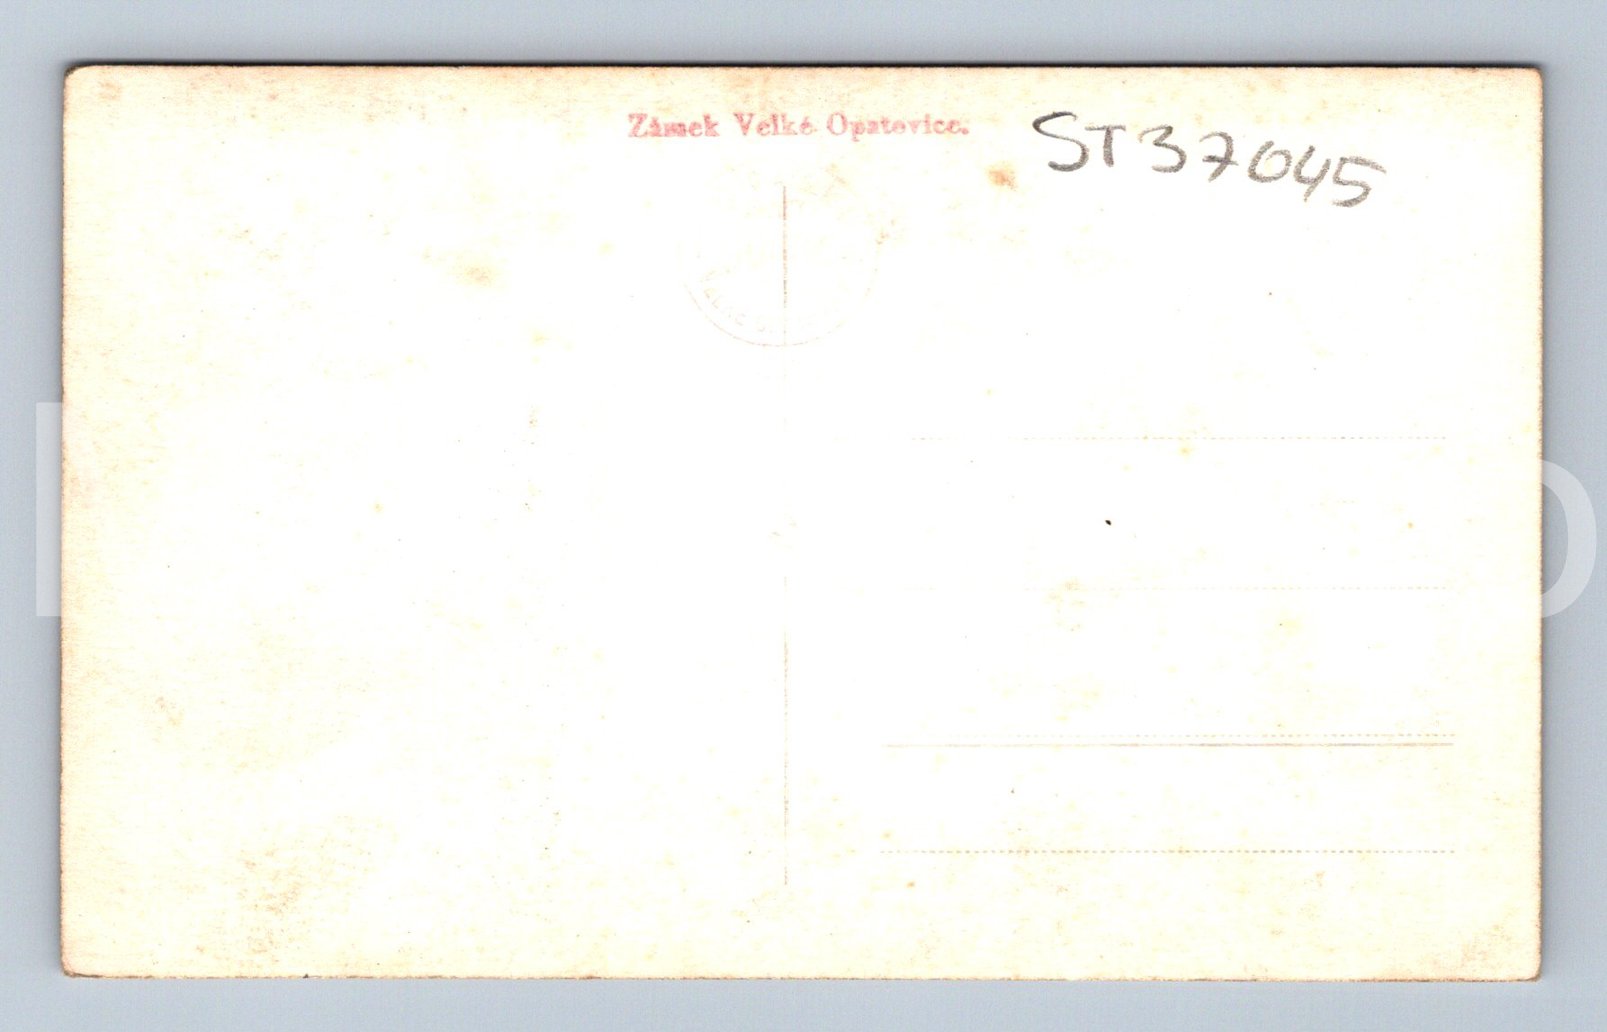 Zámek Velké Opatovice.
ST37045